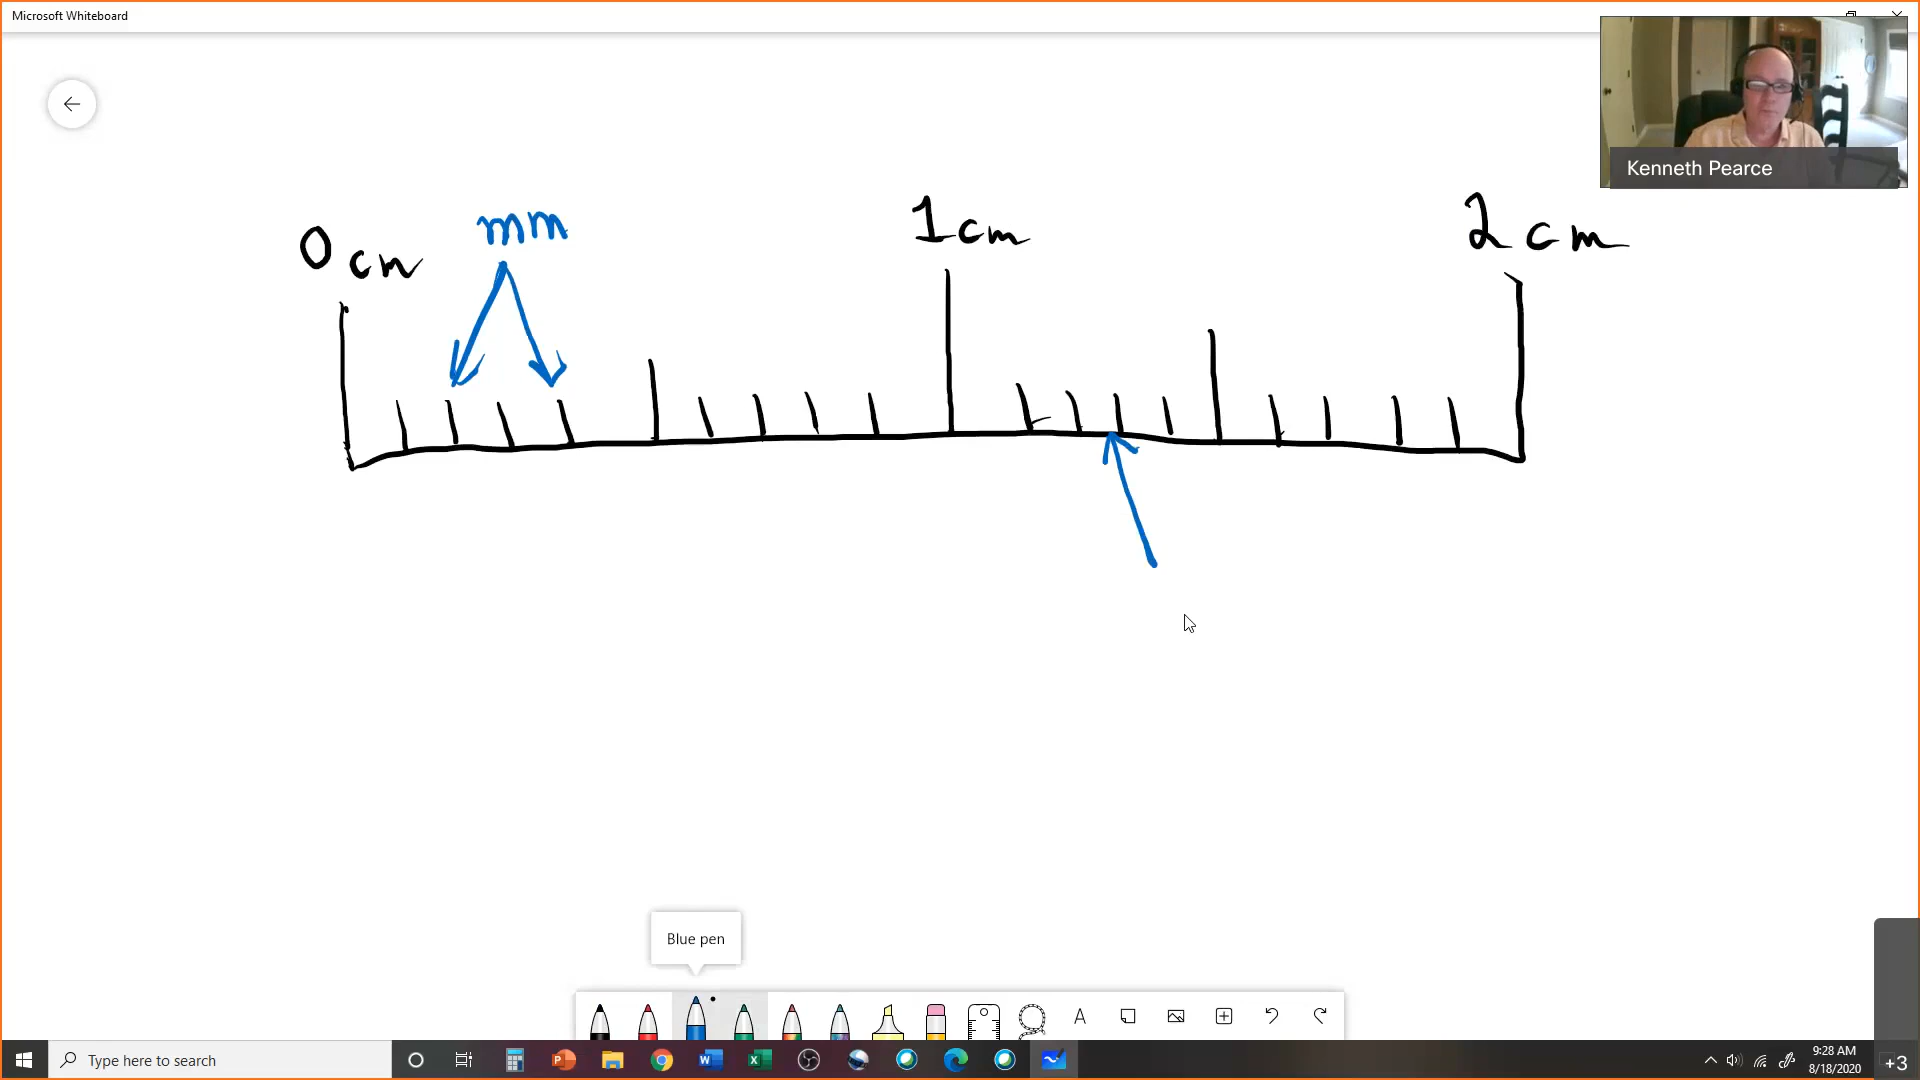 Microsoft Whiteboard
Kenneth Pearce
0 cm
mm
1 cm
2 cm
Blue pen
A
Type here to search
9:28 AM
8/18/2020
+3